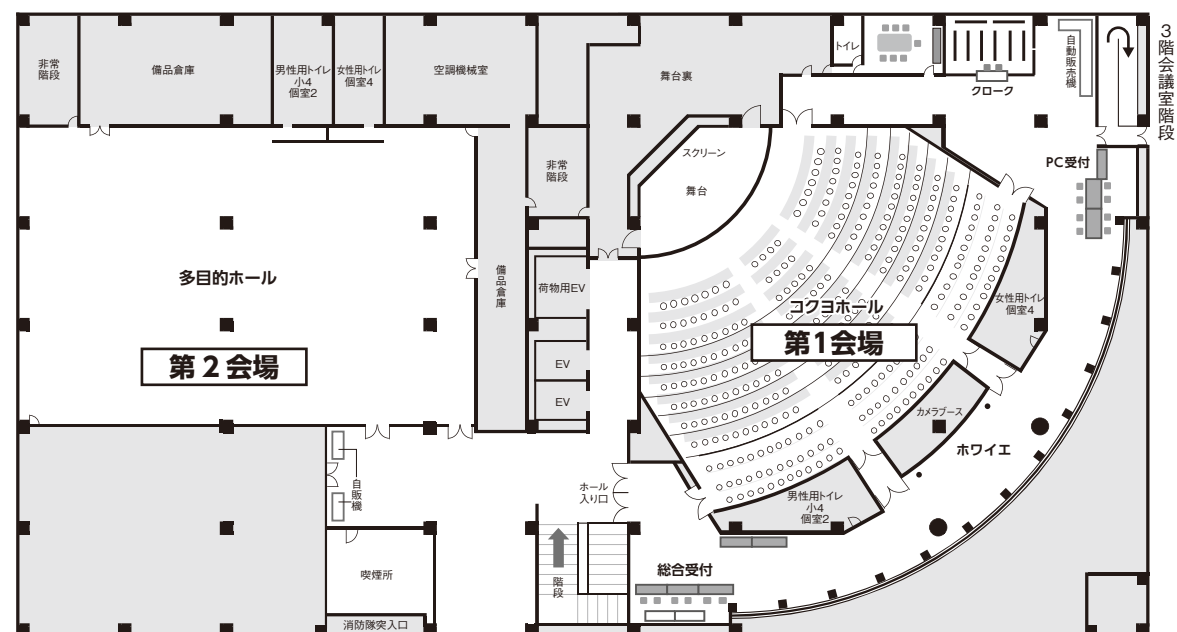 非常
階段
備品倉庫
男性用トイレ
小4
個室2
女性用トイレ
個室4
空調機械室
舞台裏
トイレ
クローク
自動販売機
3階会議室階段
PC受付
スクリーン
舞台
非常
階段
備品倉庫
荷物用EV
EV
EV
多目的ホール
第2会場
コクヨホール
第1会場
女性用トイレ
個室4
カメラブース
ホワイエ
男性用トイレ
小4
個室2
ホール
入り口
自販機
総合受付
喫煙所
階段
消防隊突入口